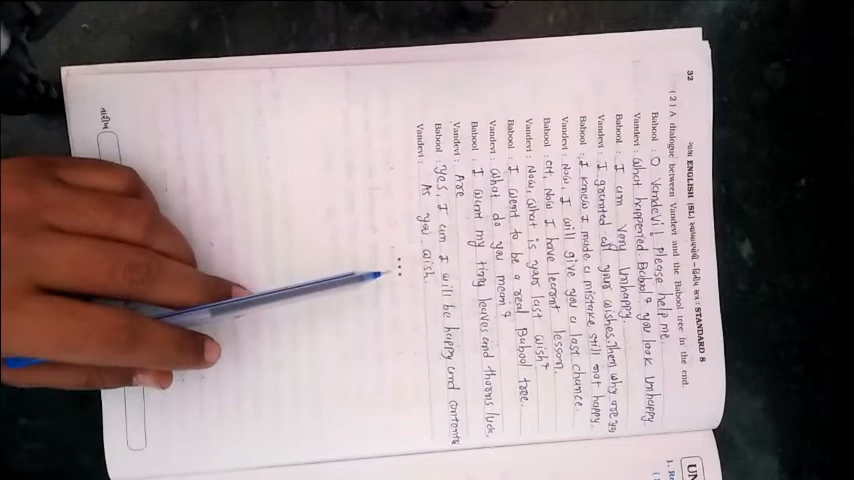 32
ENGLISH (SL) સ્વાધ્યાયપોથી - દ્વિતીય સત્ર : STANDARD 8
(2) A dialogue between Vandevi and the Babool tree in the end.
Babool : O Vandevi! please help me.
Vandevi : What happened. Babool? you look unhappy.
Babool : I am very unhappy.
Vandevi : I granted all your wishes. Then why are you
Babool : I knew I made a mistake still not happy.
Vandevi : Now, I will give you a last chance.
Babool : oh, Now I have learnt lesson.
Vandevi : Now, what is your last wish?
Babool : I want to be a real Babool tree.
Vandevi : what do you mean?
Babool : I want my tiny leaves and thorns luck.
Vandevi : Are
Babool : yes, I am I will be happy and contents
Vandevi : As you wish.
•••
તારીખ
UN
1. Re
(1